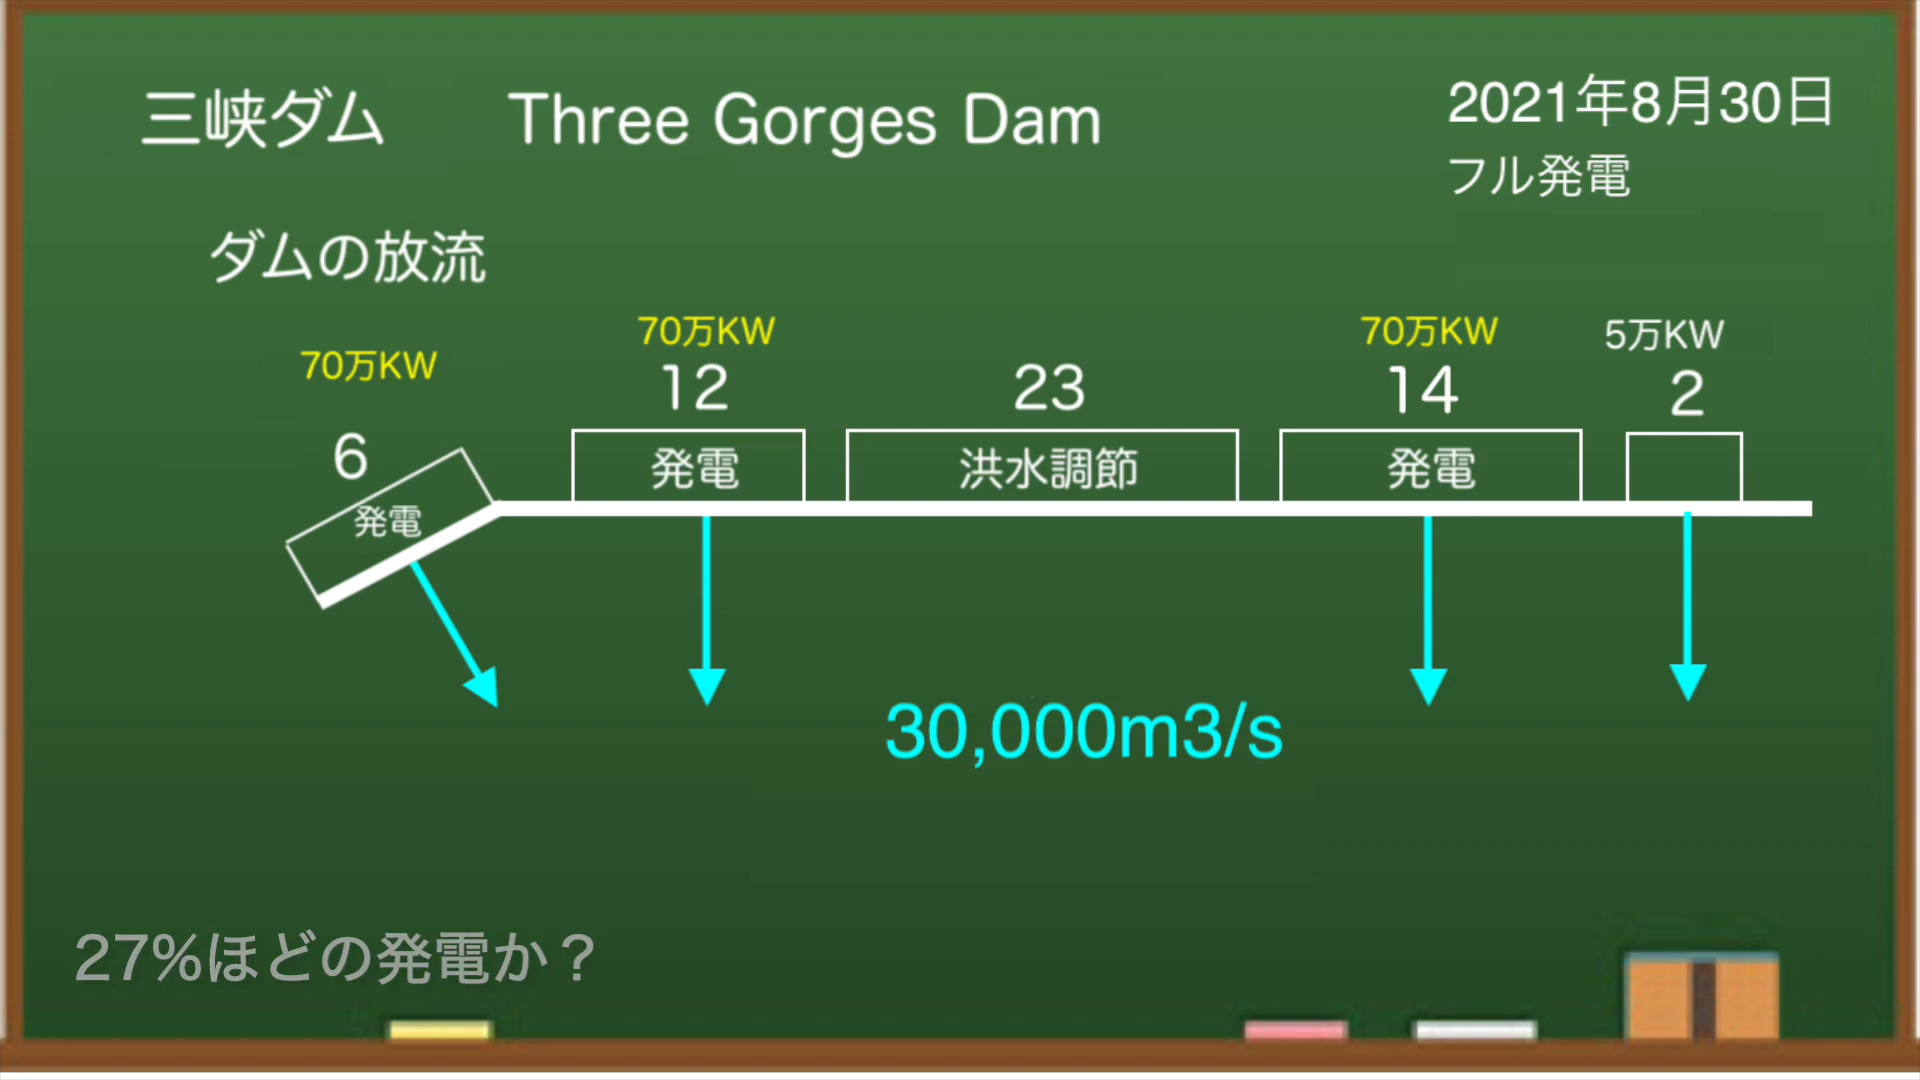 三峡ダム Three Gorges Dam
2021年8月30日
フル発電
ダムの放流
70万KW
6
発電
70万KW
12
発電
23
洪水調節
70万KW
14
発電
5万KW
2
30,000m3/s
27%ほどの発電か？